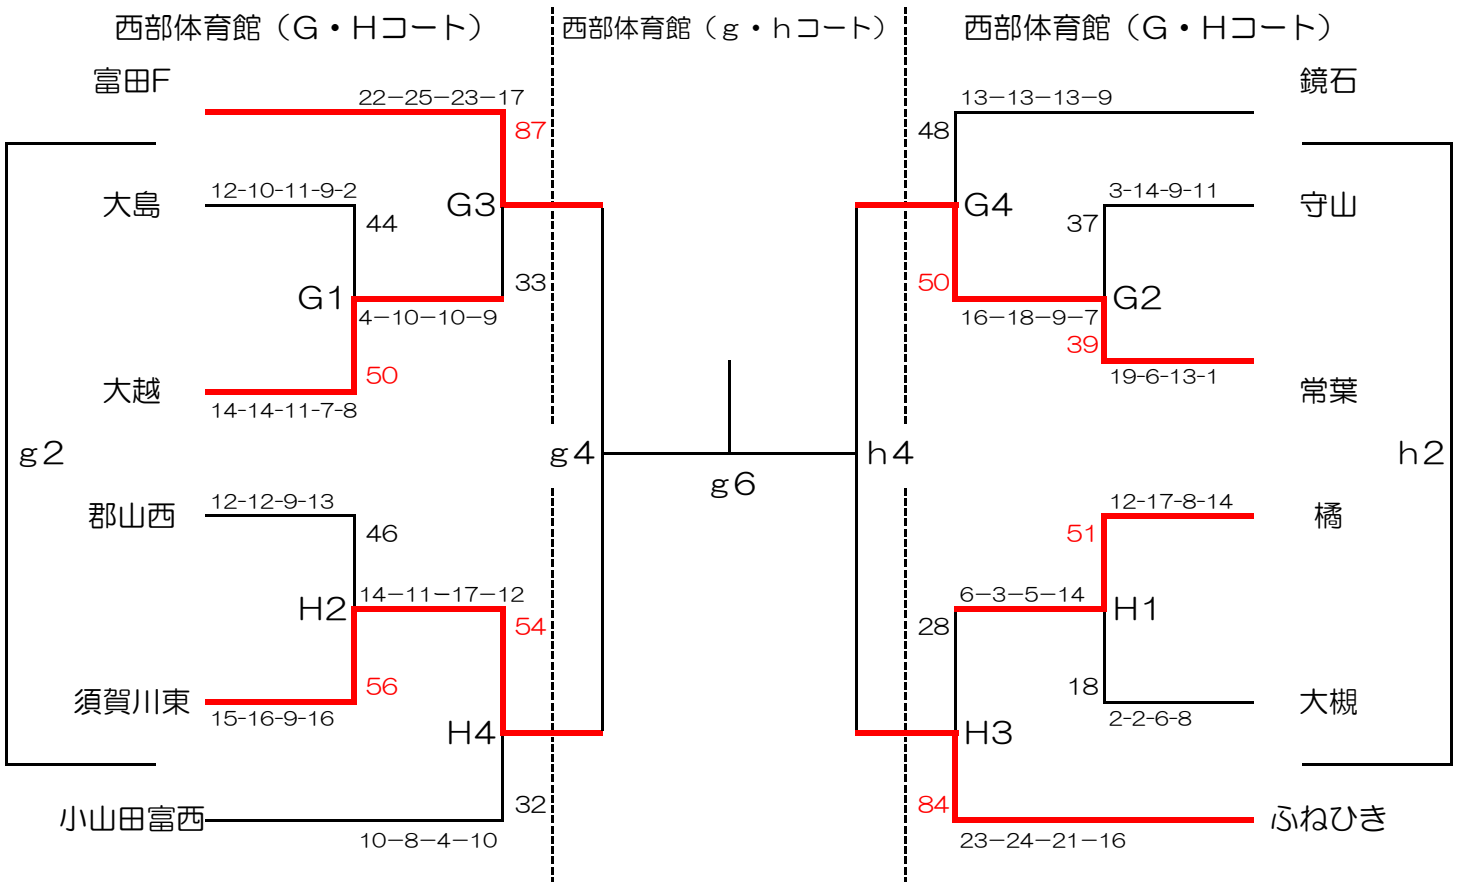 西部体育館（G・Hコート）
西部体育館（g・hコート）
西部体育館（G・Hコート）
富田F
22－25－23－17
87
13－13－13－9
48
鏡石
大島
12-10-11-9-2
44
G3
33
G1
4－10－10－9
大越
50
14-14-11-7-8
G4
3-14-9-11
37
守山
50
G2
16－18－9－7
39
19-6-13-1
常葉
g2
g4
g6
h4
h2
郡山西
12-12-9-13
46
H2
14－11－17－12
54
須賀川東
56
15-16-9-16
H4
小山田富西
32
10－8－4－10
12-17-8-14
51
橘
6－3－5－14
28
H1
18
2-2-6-8
大槻
H3
84
23－24－21－16
ふねひき